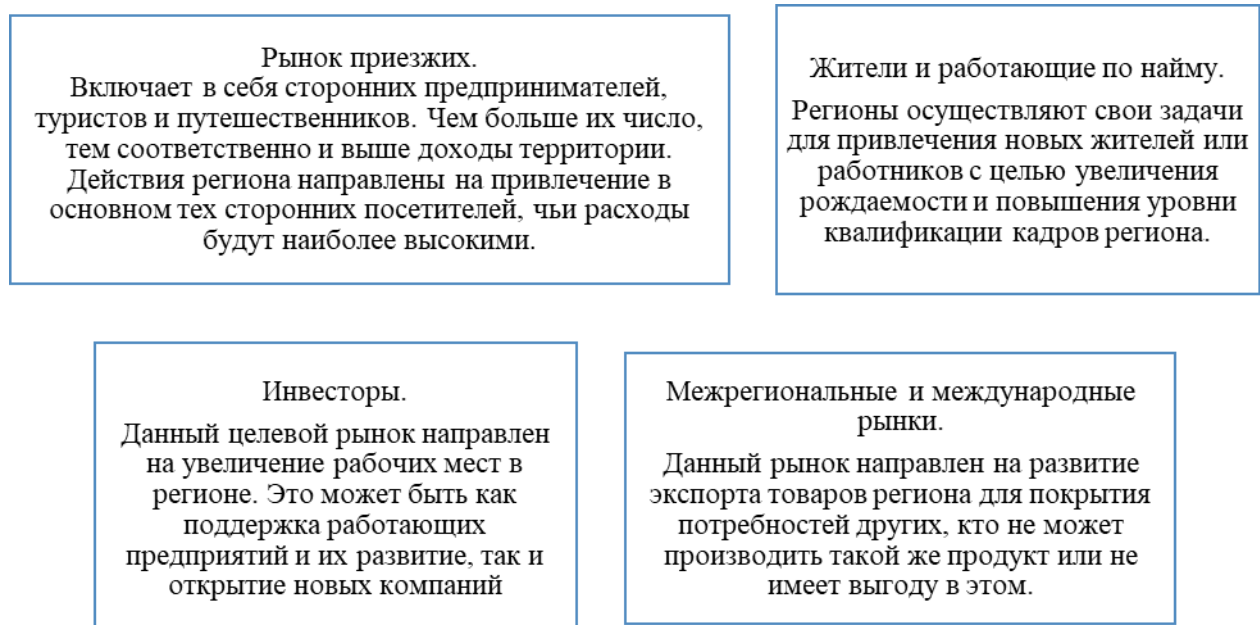 Рынок приезжих.
Включает в себя сторонних предпринимателей,
туристов и путешественников. Чем больше их число,
тем соответственно и выше доходы территории.
Действия региона направлены на привлечение в
основном тех сторонних посетителей, чьи расходы
будут наиболее высокими.
Жители и работающие по найму.
Регионы осуществляют свои задачи
для привлечения новых жителей или
работников с целью увеличения
рождаемости и повышения уровни
квалификации кадров региона.
Инвесторы.
Данный целевой рынок направлен
на увеличение рабочих мест в
регионе. Это может быть как
поддержка работающих
предприятий и их развитие, так и
открытие новых компаний
Межрегиональные и международные
рынки.
Данный рынок направлен на развитие
экспорта товаров региона для покрытия
потребностей других, кто не может
производить такой же продукт или не
имеет выгоду в этом.